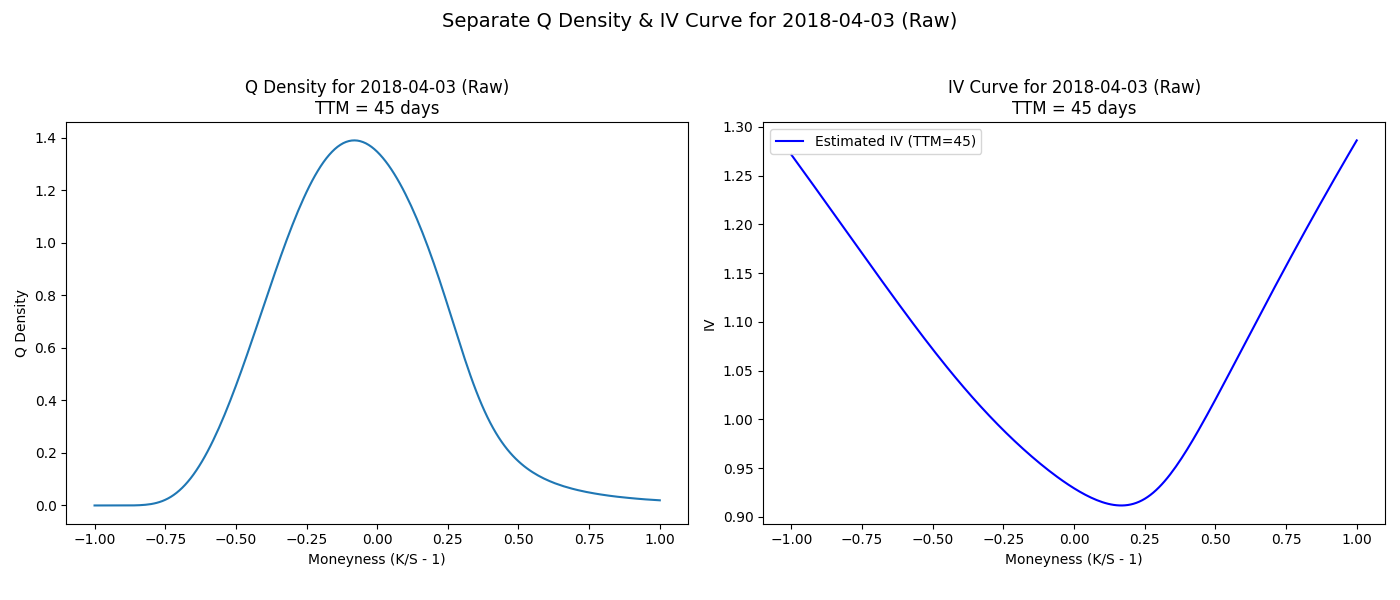 Separate Q Density & IV Curve for 2018-04-03 (Raw)
Q Density for 2018-04-03 (Raw)
TTM = 45 days
1.4
1.2
1.0
0.8
0.6
0.4
0.2
0.0
Q Density
−1.00 −0.75 −0.50 −0.25 0.00 0.25 0.50 0.75 1.00
Moneyness (K/S - 1)
IV Curve for 2018-04-03 (Raw)
TTM = 45 days
Estimated IV (TTM=45)
1.30
1.25
1.20
1.15
1.10
1.05
1.00
0.95
0.90
IV
−1.00 −0.75 −0.50 −0.25 0.00 0.25 0.50 0.75 1.00
Moneyness (K/S - 1)